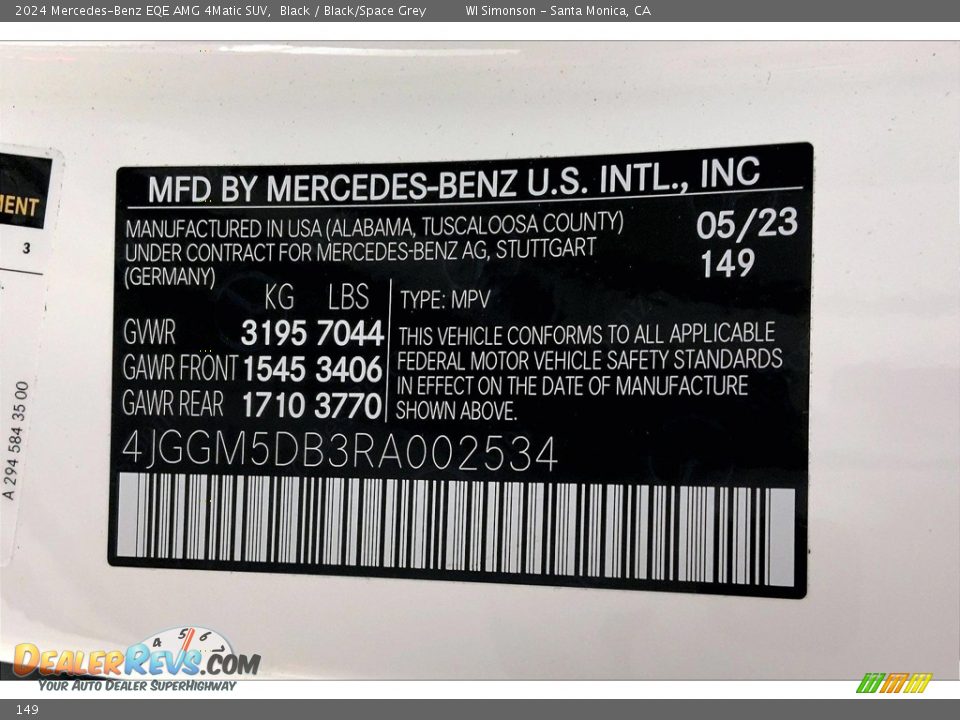 2024 Mercedes-Benz EQE AMG 4Matic SUV, Black / Black/Space Grey WI Simonson - Santa Monica, CA
MENT
3
A 294 584 35 00
MFD BY MERCEDES-BENZ U.S. INTL., INC
MANUFACTURED IN USA (ALABAMA, TUSCALOOSA COUNTY)
UNDER CONTRACT FOR MERCEDES-BENZ AG, STUTTGART
(GERMANY)
05/23
149
KG LBS
GVWR 3195 7044
GAWR FRONT 1545 3406
GAWR REAR 1710 3770
TYPE: MPV
THIS VEHICLE CONFORMS TO ALL APPLICABLE
FEDERAL MOTOR VEHICLE SAFETY STANDARDS
IN EFFECT ON THE DATE OF MANUFACTURE
SHOWN ABOVE.
4JGGM5DB3RA002534
4 5 6 7
DEALERREVS.COM
YOUR AUTO DEALER SUPERHIGHWAY
149